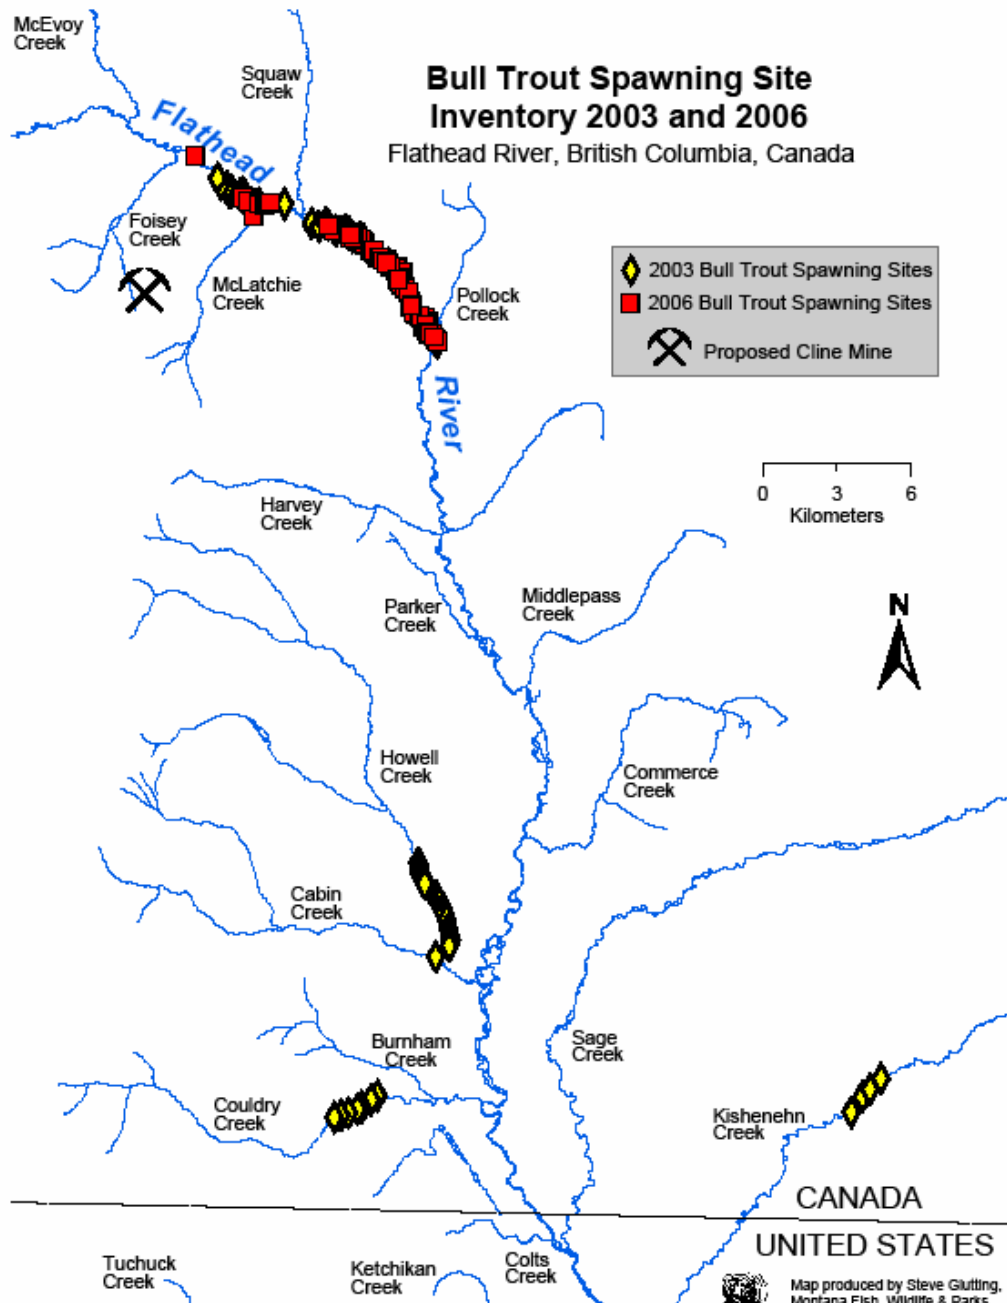 McEvoy
Creek
Squaw
Creek
Bull Trout Spawning Site
Inventory 2003 and 2006
Flathead River, British Columbia, Canada
Flathead
Foisey
Creek
McLatchie
Creek
Pollock
Creek
2003 Bull Trout Spawning Sites
2006 Bull Trout Spawning Sites
Proposed Cline Mine
River
0 3 6
Kilometers
Harvey
Creek
Parker
Creek
Middlepass
Creek
N
Howell
Creek
Commerce
Creek
Cabin
Creek
Burnham
Creek
Sage
Creek
Couldry
Creek
Kishenehn
Creek
CANADA
UNITED STATES
Tuchuck
Creek
Ketchikan
Creek
Colts
Creek
Map produced by Steve Glutting,
Montana Fish, Wildlife & Parks